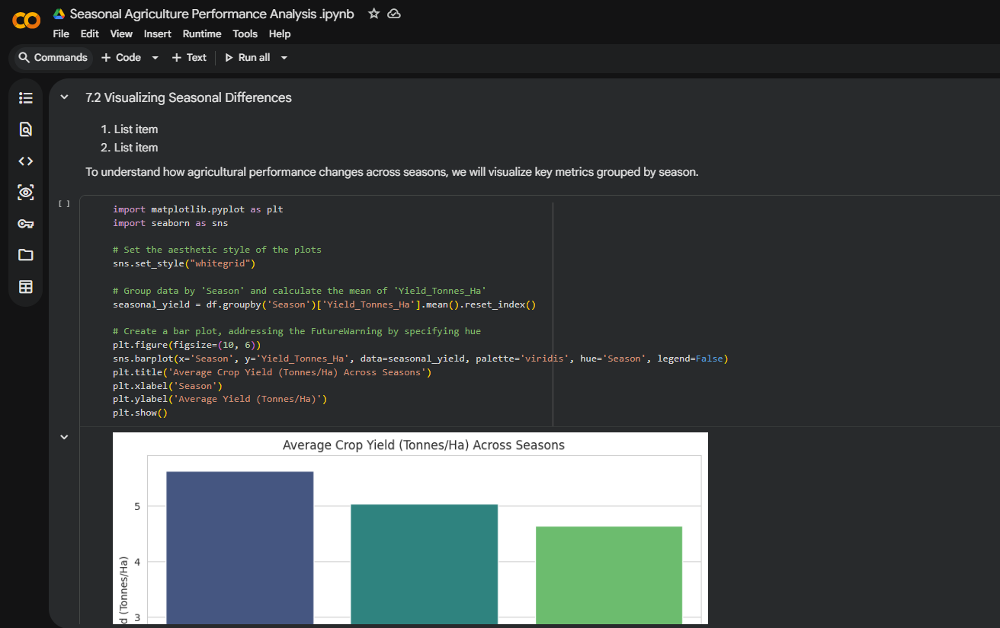 Seasonal Agriculture Performance Analysis .ipynb
File Edit View Insert Runtime Tools Help
Commands + Code + Text Run all
7.2 Visualizing Seasonal Differences
1. List item
2. List item
To understand how agricultural performance changes across seasons, we will visualize key metrics grouped by season.
[ ]
import matplotlib.pyplot as plt
import seaborn as sns
# Set the aesthetic style of the plots
sns.set_style("whitegrid")
# Group data by 'Season' and calculate the mean of 'Yield_Tonnes_Ha'
seasonal_yield = df.groupby('Season')['Yield_Tonnes_Ha'].mean().reset_index()
# Create a bar plot, addressing the FutureWarning by specifying hue
plt.figure(figsize=(10, 6))
sns.barplot(x='Season', y='Yield_Tonnes_Ha', data=seasonal_yield, palette='viridis', hue='Season', legend=False)
plt.title('Average Crop Yield (Tonnes/Ha) Across Seasons')
plt.xlabel('Season')
plt.ylabel('Average Yield (Tonnes/Ha)')
plt.show()
Average Crop Yield (Tonnes/Ha) Across Seasons
5
4
3
d (Tonnes/Ha)